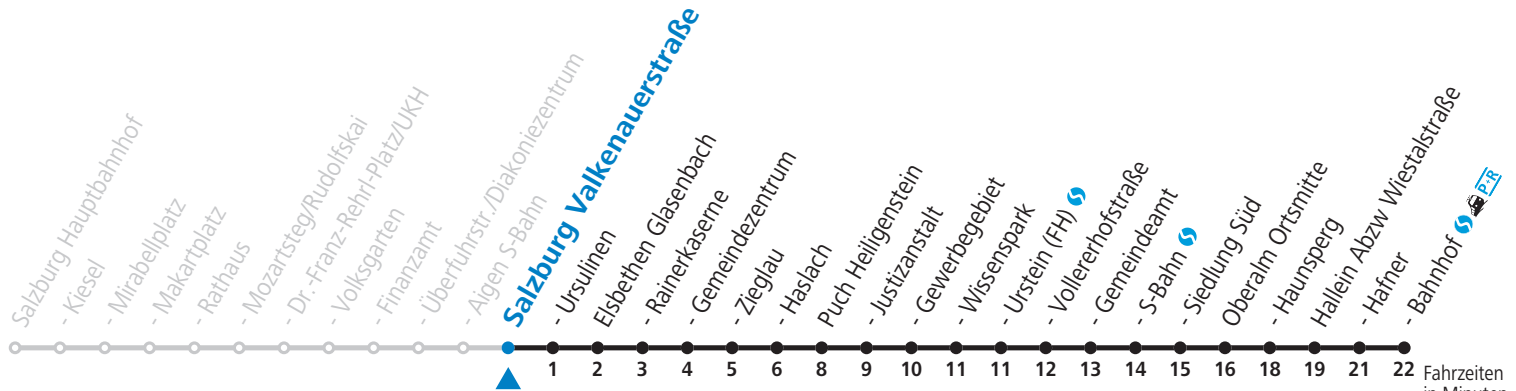 Salzburg Hauptbahnhof
- Kiesel
- Mirabellplatz
- Makartplatz
- Rathaus
- Mozartsteg/Rudolfskai
- Dr.-Franz-Rehrl-Platz/UKH
- Volksgarten
- Finanzamt
- Überfuhrstr./Diakoniezentrum
- Aigen S-Bahn
Salzburg Valkenauerstraße
- Ursulinen
Elsbethen Glasenbach
- Rainerkaserne
- Gemeindezentrum
- Zieglau
- Haslach
Puch Heiligenstein
- Justizanstalt
- Gewerbegebiet
- Wissenspark
- Urstein (FH)
- Vollererhofstraße
- Gemeindeamt
- S-Bahn
- Siedlung Süd
Oberalm Ortsmitte
- Haunsperg
Hallein Abzw Wiestalstraße
- Hafner
- Bahnhof
P+R
1 2 3 4 5 6 8 9 10 11 11 12 13 14 15 16 18 19 21 22
Fahrzeiten
in Minuten